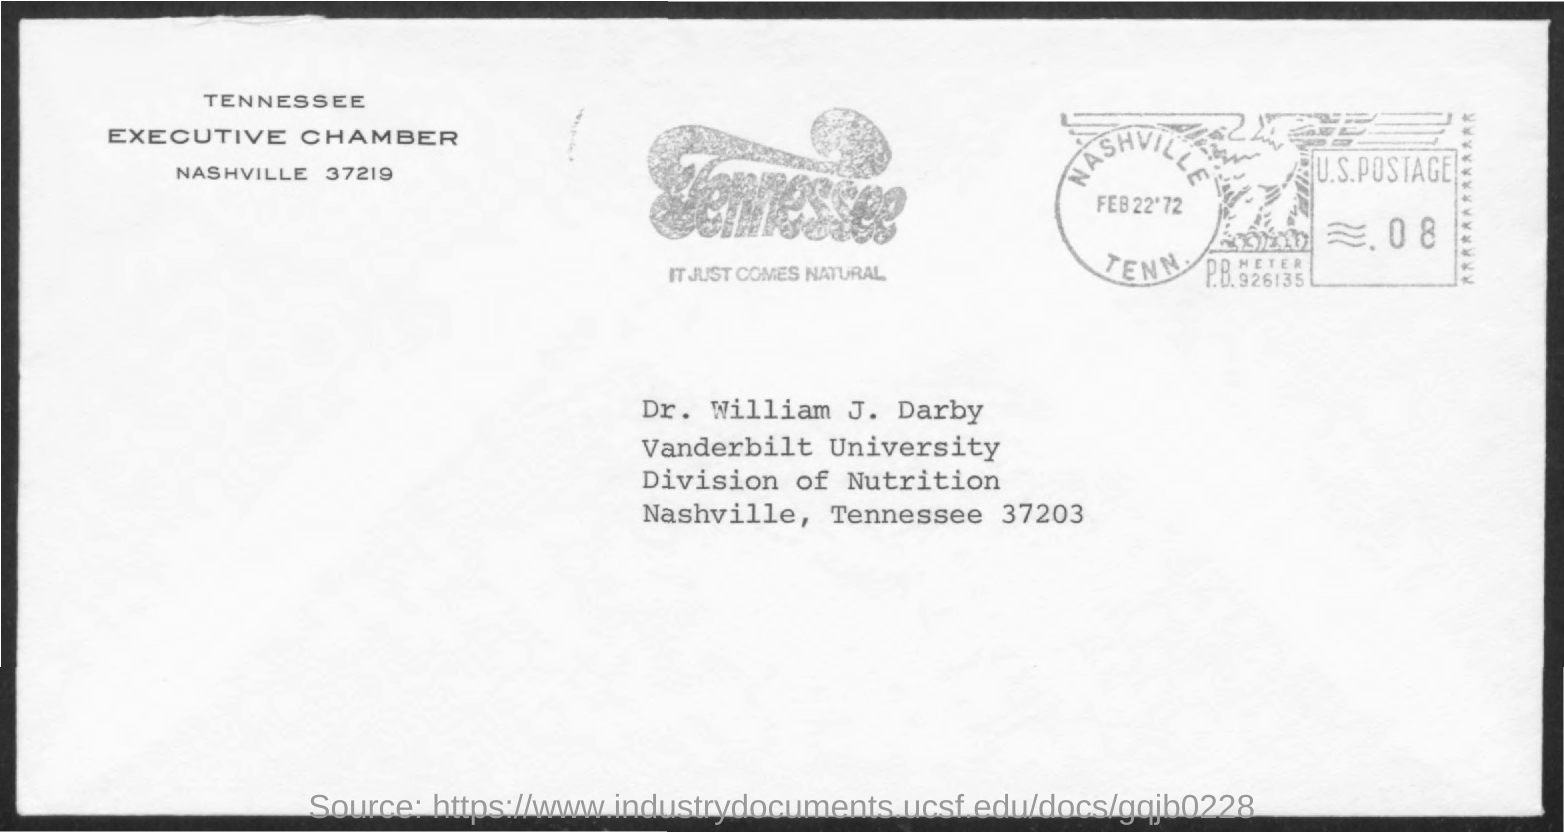 TENNESSEE
EXECUTIVE CHAMBER
NASHVILLE 37219
Tennessee
IT JUST COMES NATURAL
NASHVILLE
FEB 22 '72
TENN.
P.B. METER
926135
U.S. POSTAGE
.08
Dr. William J. Darby
Vanderbilt University
Division of Nutrition
Nashville, Tennessee 37203
Source: https://www.industrydocuments.ucsf.edu/docs/gqjb0228